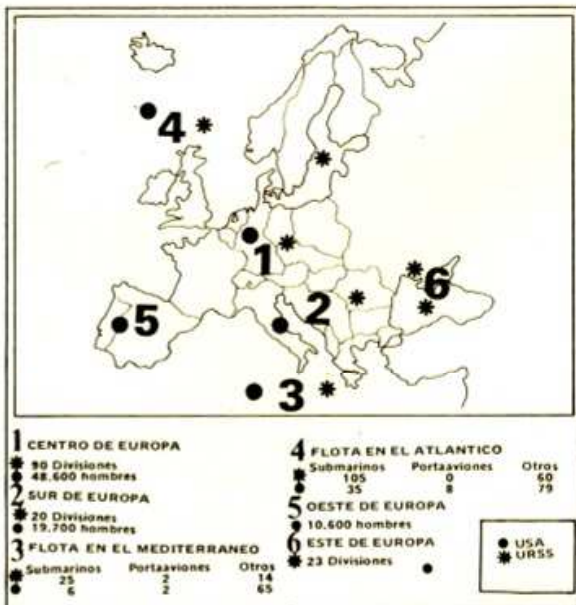 4
1
6
2
5
3
1 CENTRO DE EUROPA
90 Divisiones
48.600 hombres
2 SUR DE EUROPA
20 Divisiones
19.700 hombres
3 FLOTA EN EL MEDITERRANEO
Submarinos Portaaviones Otros
25 2 14
6 2 65
4 FLOTA EN EL ATLANTICO
Submarinos Portaaviones Otros
105 0 60
35 8 79
5 OESTE DE EUROPA
10.600 hombres
6 ESTE DE EUROPA
23 Divisiones
USA
URSS